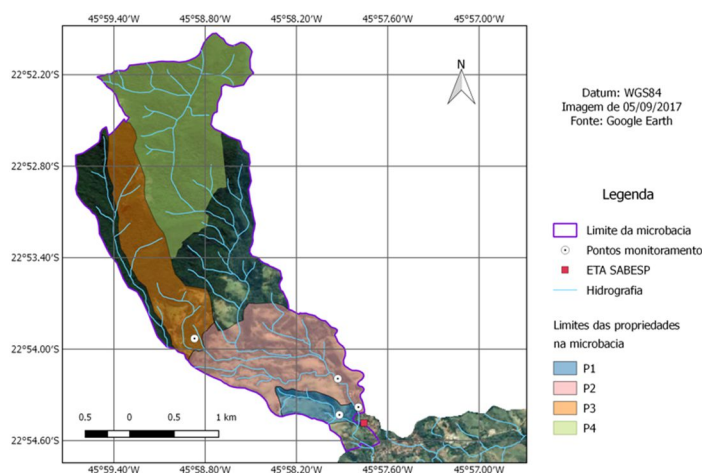 45°59.40'W 45°58.80'W 45°58.20'W 45°57.60'W 45°57.00'W
22°52.20'S
22°52.80'S
22°53.40'S
22°54.00'S
22°54.60'S
N
0.5 0 0.5 1 km
45°59.40'W 45°58.80'W 45°58.20'W 45°57.60'W 45°57.00'W
Datum: WGS84
Imagem de 05/09/2017
Fonte: Google Earth
Legenda
Limite da microbacia
Pontos monitoramento
ETA SABESP
Hidrografia
Limites das propriedades
na microbacia
P1
P2
P3
P4